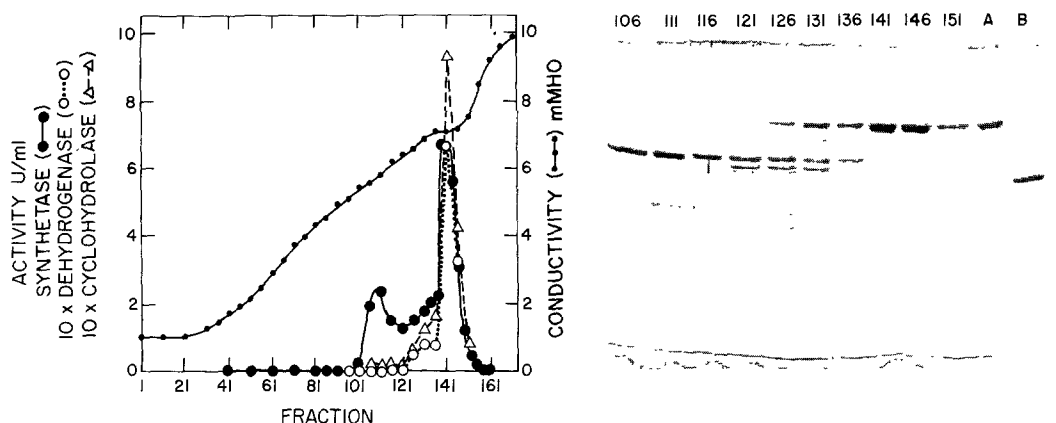 ACTIVITY U/ml
SYNTHETASE (●—●)
10 x DEHYDROGENASE (o···o)
10 x CYCLOHYDROLASE (△–△)
10
8
6
4
2
0
1 21 41 61 81 101 121 141 161
FRACTION
10
8
6
4
2
0
CONDUCTIVITY (•—•) mMHO
106 111 116 121 126 131 136 141 146 151 A B